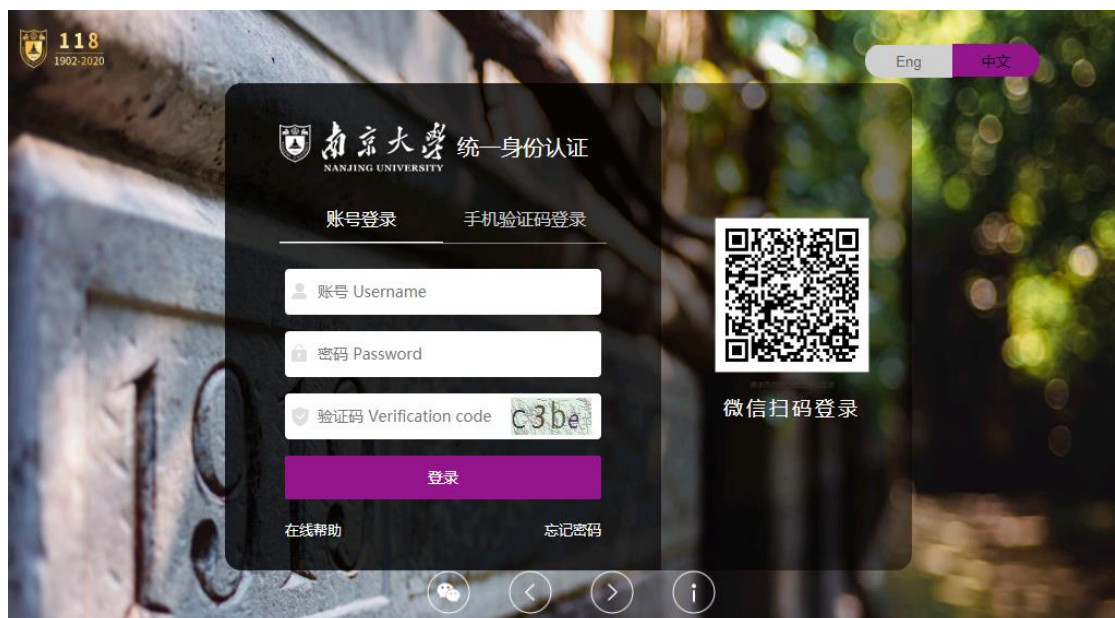 118
1902-2020
Eng
中文
南京大學
NANJING UNIVERSITY
统一身份认证
账号登录
手机验证码登录
账号 Username
密码 Password
验证码 Verification code
c3be
登录
在线帮助
忘记密码
微信扫码登录